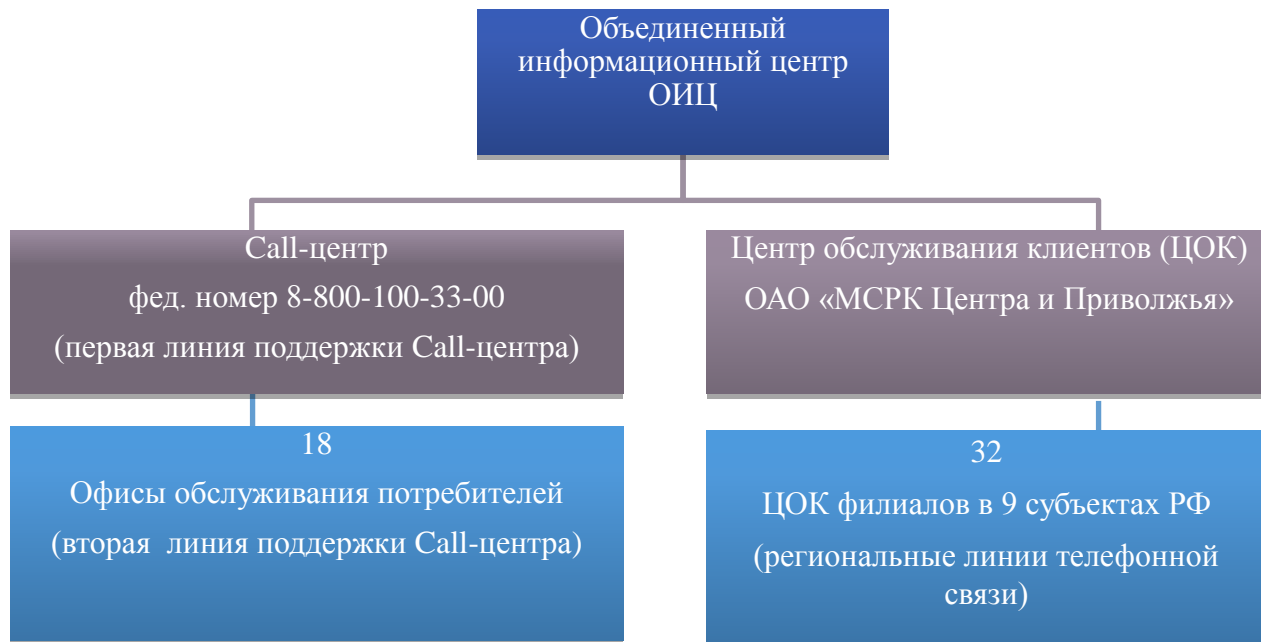 Объединенный
информационный центр
ОИЦ
Call-центр
фед. номер 8-800-100-33-00
(первая линия поддержки Call-центра)
Центр обслуживания клиентов (ЦОК)
ОАО «МСРК Центра и Приволжья»
18
Офисы обслуживания потребителей
(вторая линия поддержки Call-центра)
32
ЦОК филиалов в 9 субъектах РФ
(региональные линии телефонной
связи)